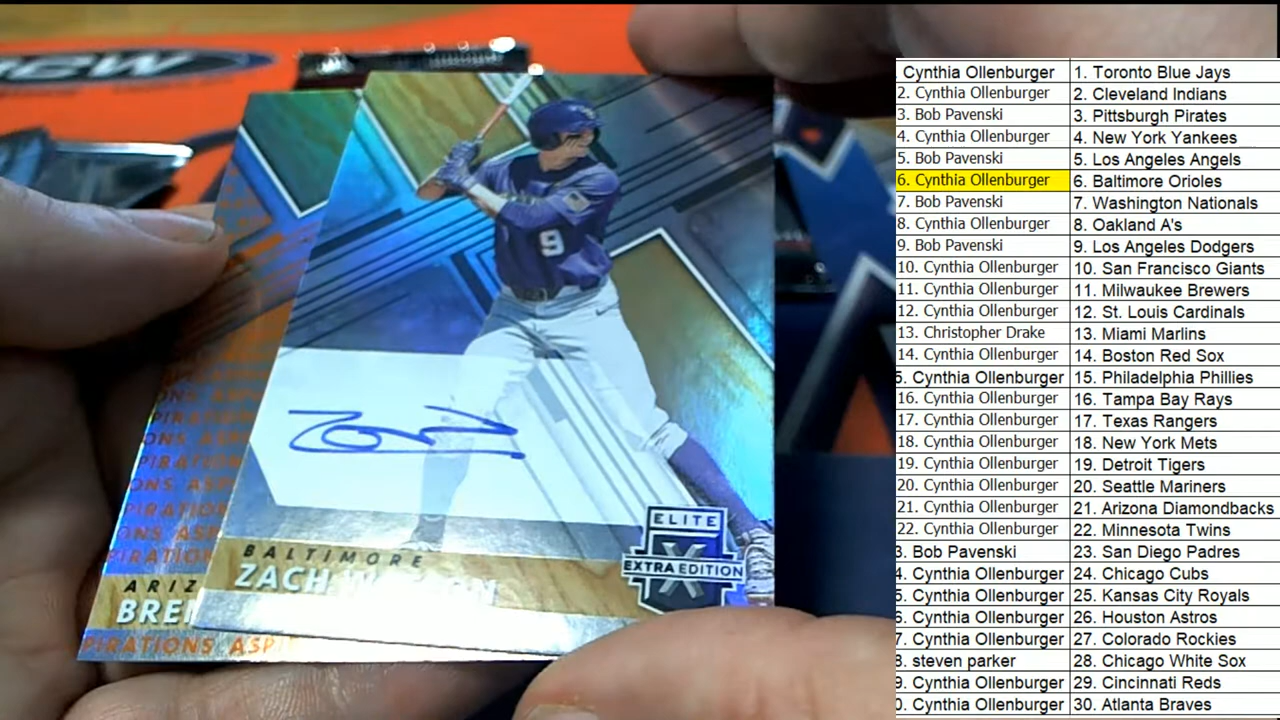 CW
9
BALTIMORE
ZACH
ELITE
X
EXTRA EDITION
ARIZ
BRE
PIRATIONS ASPI
. Cynthia Ollenburger 1. Toronto Blue Jays
2. Cynthia Ollenburger 2. Cleveland Indians
3. Bob Pavenski 3. Pittsburgh Pirates
4. Cynthia Ollenburger 4. New York Yankees
5. Bob Pavenski 5. Los Angeles Angels
6. Cynthia Ollenburger 6. Baltimore Orioles
7. Bob Pavenski 7. Washington Nationals
8. Cynthia Ollenburger 8. Oakland A's
9. Bob Pavenski 9. Los Angeles Dodgers
10. Cynthia Ollenburger 10. San Francisco Giants
11. Cynthia Ollenburger 11. Milwaukee Brewers
12. Cynthia Ollenburger 12. St. Louis Cardinals
13. Christopher Drake 13. Miami Marlins
14. Cynthia Ollenburger 14. Boston Red Sox
5. Cynthia Ollenburger 15. Philadelphia Phillies
16. Cynthia Ollenburger 16. Tampa Bay Rays
17. Cynthia Ollenburger 17. Texas Rangers
18. Cynthia Ollenburger 18. New York Mets
19. Cynthia Ollenburger 19. Detroit Tigers
20. Cynthia Ollenburger 20. Seattle Mariners
21. Cynthia Ollenburger 21. Arizona Diamondbacks
22. Cynthia Ollenburger 22. Minnesota Twins
3. Bob Pavenski 23. San Diego Padres
4. Cynthia Ollenburger 24. Chicago Cubs
5. Cynthia Ollenburger 25. Kansas City Royals
6. Cynthia Ollenburger 26. Houston Astros
7. Cynthia Ollenburger 27. Colorado Rockies
8. steven parker 28. Chicago White Sox
9. Cynthia Ollenburger 29. Cincinnati Reds
0. Cynthia Ollenburger 30. Atlanta Braves